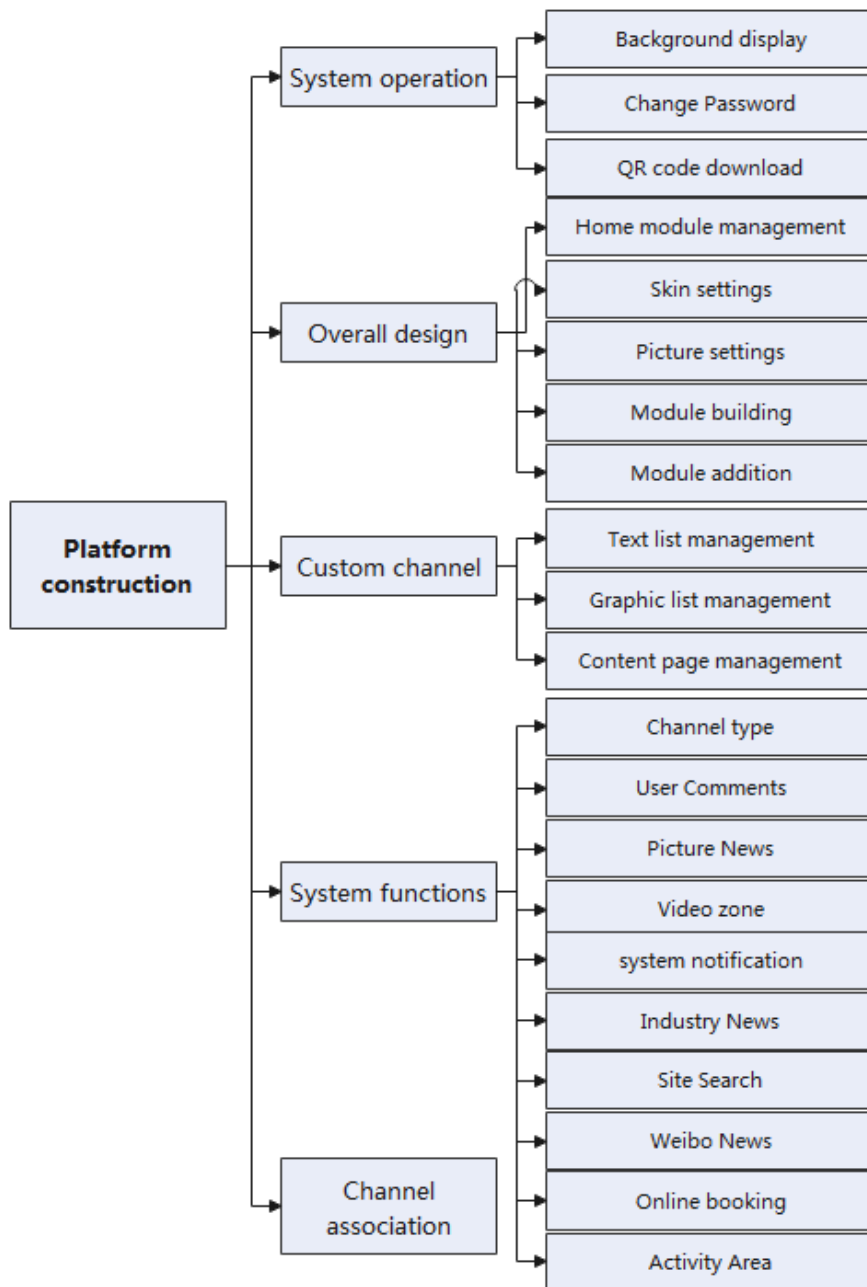 Platform
construction
System operation
Background display
Change Password
QR code download
Overall design
Home module management
Skin settings
Picture settings
Module building
Module addition
Custom channel
Text list management
Graphic list management
Content page management
System functions
Channel type
User Comments
Picture News
Video zone
system notification
Industry News
Site Search
Weibo News
Online booking
Activity Area
Channel
association